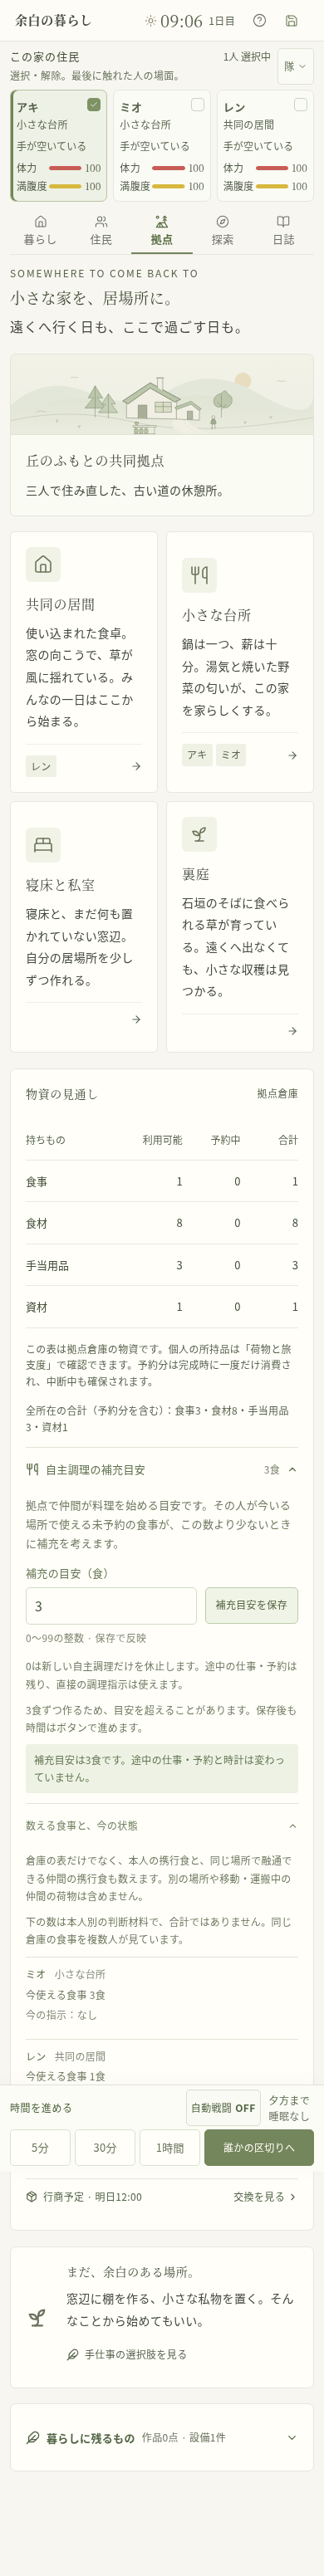 余白の暮らし
09:06 1日目
この家の住民
1人 選択中
選択・解除。最後に触れた人の場面。
隊
アキ
小さな台所
手が空いている
体力 100
満腹度 100
ミオ
小さな台所
手が空いている
体力 100
満腹度 100
レン
共同の居間
手が空いている
体力 100
満腹度 100
暮らし 住民 拠点 探索 日誌
SOMEWHERE TO COME BACK TO
小さな家を、居場所に。
遠くへ行く日も、ここで過ごす日も。
丘のふもとの共同拠点
三人で住み直した、古い道の休憩所。
共同の居間
使い込まれた食卓。
窓の向こうで、草が
風に揺れている。み
んなの一日はここか
ら始まる。
レン
小さな台所
鍋は一つ、薪は十
分。湯気と焼いた野
菜の匂いが、この家
を家らしくする。
アキ ミオ
寝床と私室
寝床と、まだ何も置
かれていない窓辺。
自分の居場所を少し
ずつ作れる。
裏庭
石垣のそばに食べら
れる草が育ってい
る。遠くへ出なくて
も、小さな収穫は見
つかる。
物資の見通し 拠点倉庫
持ちもの 利用可能 予約中 合計
食事 1 0 1
食材 8 0 8
手当用品 3 0 3
資材 1 0 1
この表は拠点倉庫の物資です。個人の所持品は「荷物と旅
支度」で確認できます。予約分は完成時に一度だけ消費さ
れ、中断中も確保されます。
全所在の合計（予約分を含む）：食事3・食材8・手当用品
3・資材1
自主調理の補充目安 3食
拠点で仲間が料理を始める目安です。その人が今いる
場所で使える未予約の食事が、この数より少ないとき
に補充を考えます。
補充の目安（食）
3
補充目安を保存
0〜99の整数・保存で反映
0は新しい自主調理だけを休止します。途中の仕事・予約は
残り、直接の調理指示は使えます。
3食ずつ作るため、目安を超えることがあります。保存後も
時間はボタンで進めます。
補充目安は3食です。途中の仕事・予約と時計は変わっ
ていません。
数える食事と、今の状態
倉庫の表だけでなく、本人の携行食と、同じ場所で融通で
きる仲間の携行食も数えます。別の場所や移動・運搬中の
仲間の荷物は含めません。
下の数は本人別の判断材料で、合計ではありません。同じ
倉庫の食事を複数人が見ています。
ミオ 小さな台所
今使える食事 3食
今の指示：なし
レン 共同の居間
今使える食事 1食
時間を進める
自動戦闘 OFF
夕方まで
睡眠なし
5分 30分 1時間 誰かの区切りへ
行商予定・明日12:00 交換を見る
まだ、余白のある場所。
窓辺に棚を作る、小さな私物を置く。そん
なことから始めてもいい。
手仕事の選択肢を見る
暮らしに残るもの 作品0点・設備1件